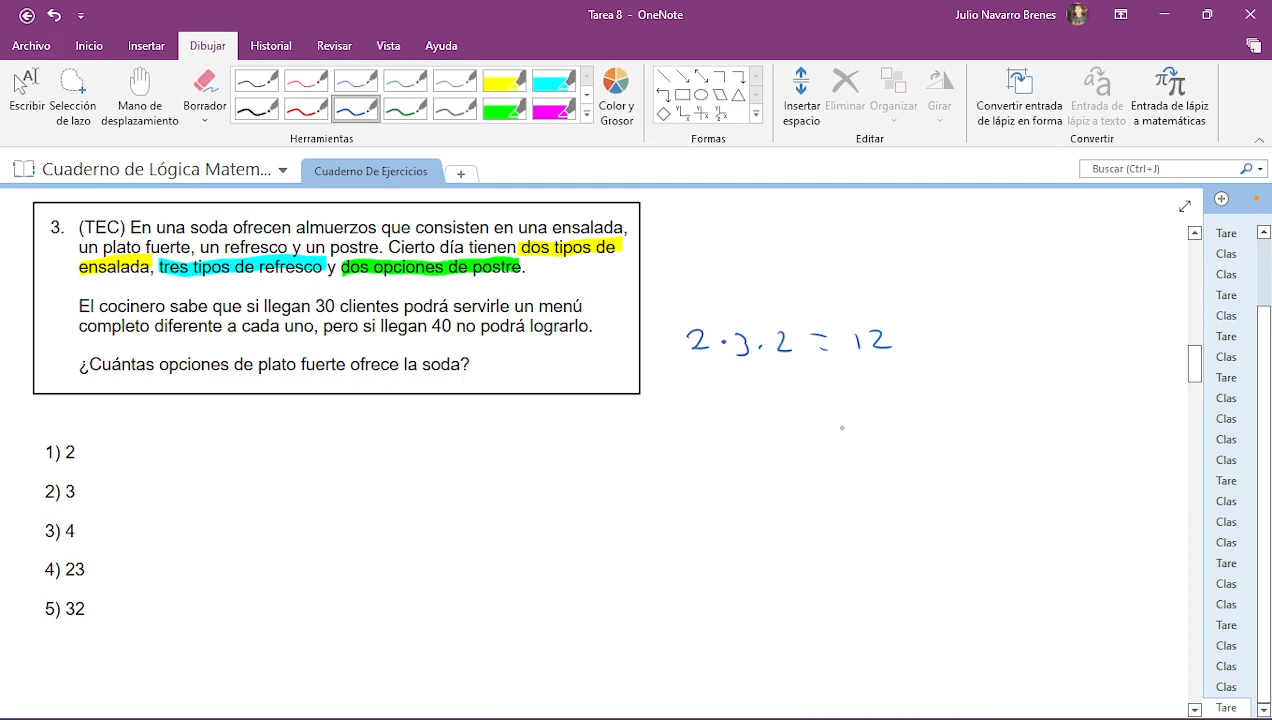 Tarea 8 - OneNote
Julio Navarro Brenes
Archivo Inicio Insertar Dibujar Historial Revisar Vista Ayuda
Escribir
Selección de lazo
Mano de desplazamiento
Borrador
Color y Grosor
Insertar espacio
Eliminar
Organizar
Girar
Convertir entrada de lápiz en forma
Entrada de lápiz a texto
Entrada de lápiz a matemáticas
Herramientas
Formas
Editar
Convertir
Cuaderno de Lógica Matem...
Cuaderno De Ejercicios
Buscar (Ctrl+J)
3. (TEC) En una soda ofrecen almuerzos que consisten en una ensalada,
un plato fuerte, un refresco y un postre. Cierto día tienen dos tipos de
ensalada, tres tipos de refresco y dos opciones de postre.
El cocinero sabe que si llegan 30 clientes podrá servirle un menú
completo diferente a cada uno, pero si llegan 40 no podrá lograrlo.
¿Cuántas opciones de plato fuerte ofrece la soda?
2 · 3 · 2 = 12
1) 2
2) 3
3) 4
4) 23
5) 32
Tare
Clas
Clas
Tare
Clas
Tare
Clas
Tare
Clas
Clas
Clas
Clas
Tare
Clas
Clas
Clas
Tare
Clas
Clas
Tare
Clas
Clas
Clas
Tare